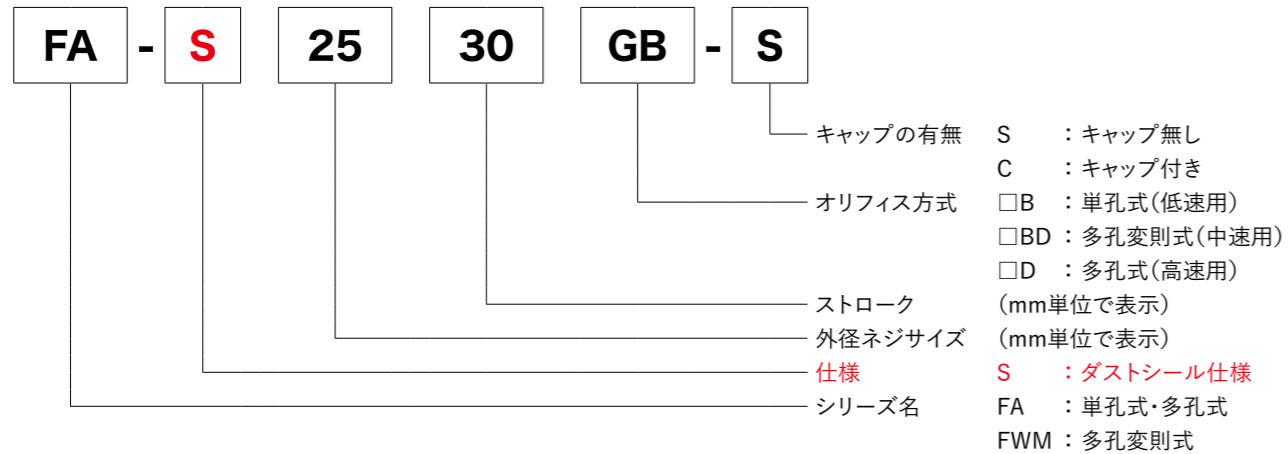 FA - S 25 30 GB - S
キャップの有無 S ：キャップ無し
C ：キャップ付き
オリフィス方式 □B ：単孔式（低速用）
□BD ：多孔変則式（中速用）
□D ：多孔式（高速用）
ストローク （mm単位で表示）
外径ネジサイズ （mm単位で表示）
仕様 S ：ダストシール仕様
シリーズ名 FA ：単孔式・多孔式
FWM ：多孔変則式